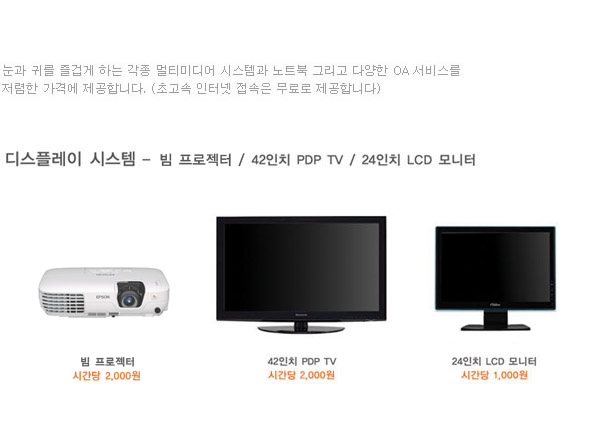 눈과 귀를 즐겁게 하는 각종 멀티미디어 시스템과 노트북 그리고 다양한 OA 서비스를
저렴한 가격에 제공합니다. (초고속 인터넷 접속은 무료로 제공합니다)
디스플레이 시스템 - 빔 프로젝터 / 42인치 PDP TV / 24인치 LCD 모니터
EPSON
빔 프로젝터
시간당 2,000원
42인치 PDP TV
시간당 2,000원
24인치 LCD 모니터
시간당 1,000원